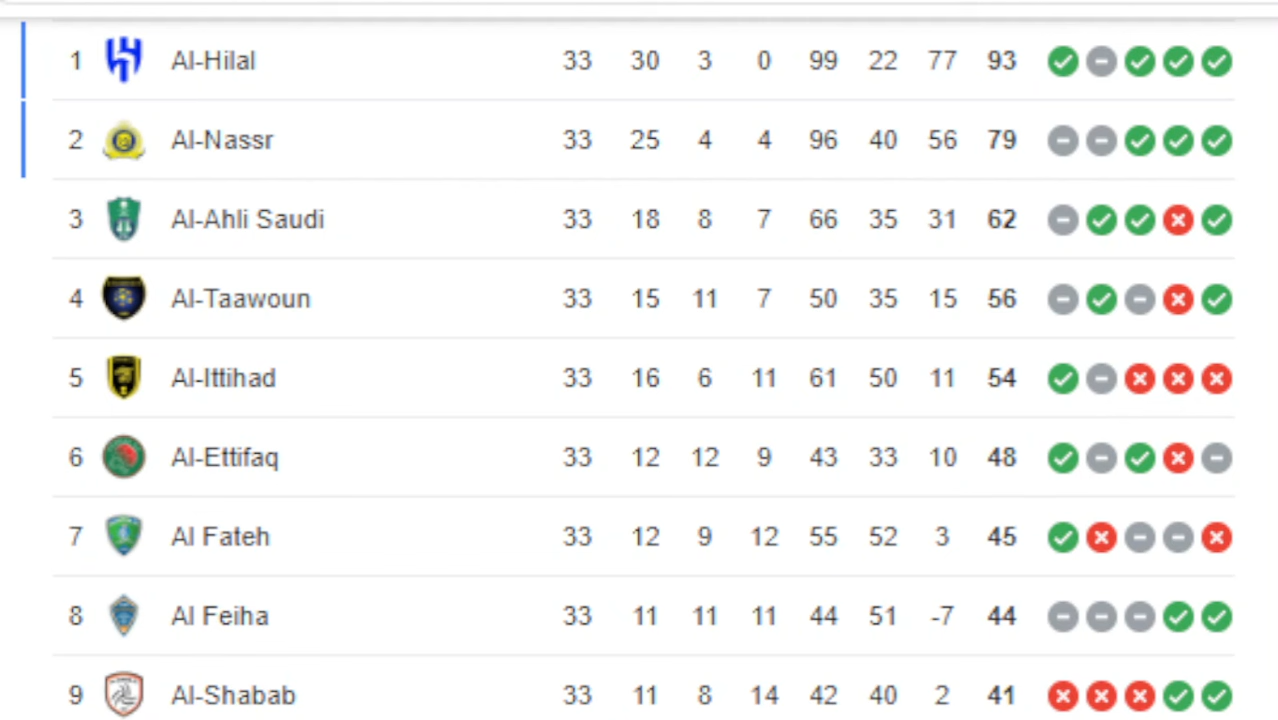 1 Al-Hilal 33 30 3 0 99 22 77 93
2 Al-Nassr 33 25 4 4 96 40 56 79
3 Al-Ahli Saudi 33 18 8 7 66 35 31 62
4 Al-Taawoun 33 15 11 7 50 35 15 56
5 Al-Ittihad 33 16 6 11 61 50 11 54
6 Al-Ettifaq 33 12 12 9 43 33 10 48
7 Al Fateh 33 12 9 12 55 52 3 45
8 Al Feiha 33 11 11 11 44 51 -7 44
9 Al-Shabab 33 11 8 14 42 40 2 41